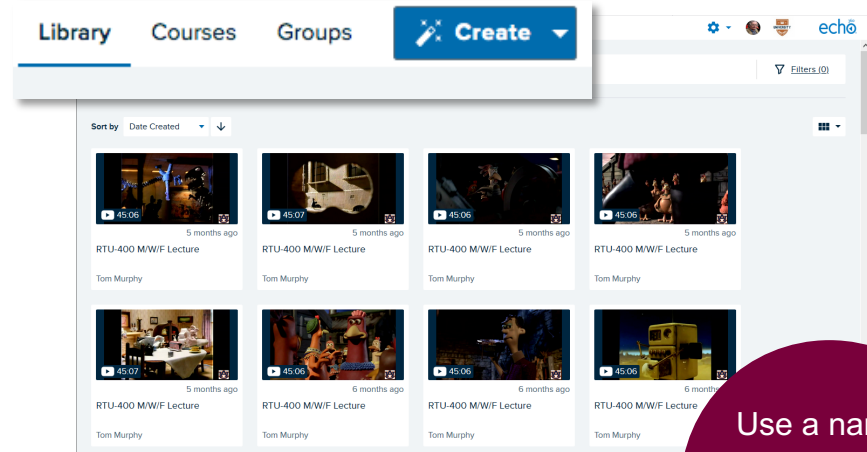 Library Courses Groups Create
echo
Filters (0)
Sort by Date Created
45:06 45:07 45:06 45:06
5 months ago 5 months ago 5 months ago 5 months ago
RTU-400 M/W/F Lecture RTU-400 M/W/F Lecture RTU-400 M/W/F Lecture RTU-400 M/W/F Lecture
Tom Murphy Tom Murphy Tom Murphy Tom Murphy
45:07 45:06 45:06 45:06
5 months ago 6 months ago 6 months ago 6
RTU-400 M/W/F Lecture RTU-400 M/W/F Lecture RTU-400 M/W/F Lecture RTU-400 M/W/F Lecture
Use a
Tom Murphy Tom Murphy Tom Murphy Tom Murphy